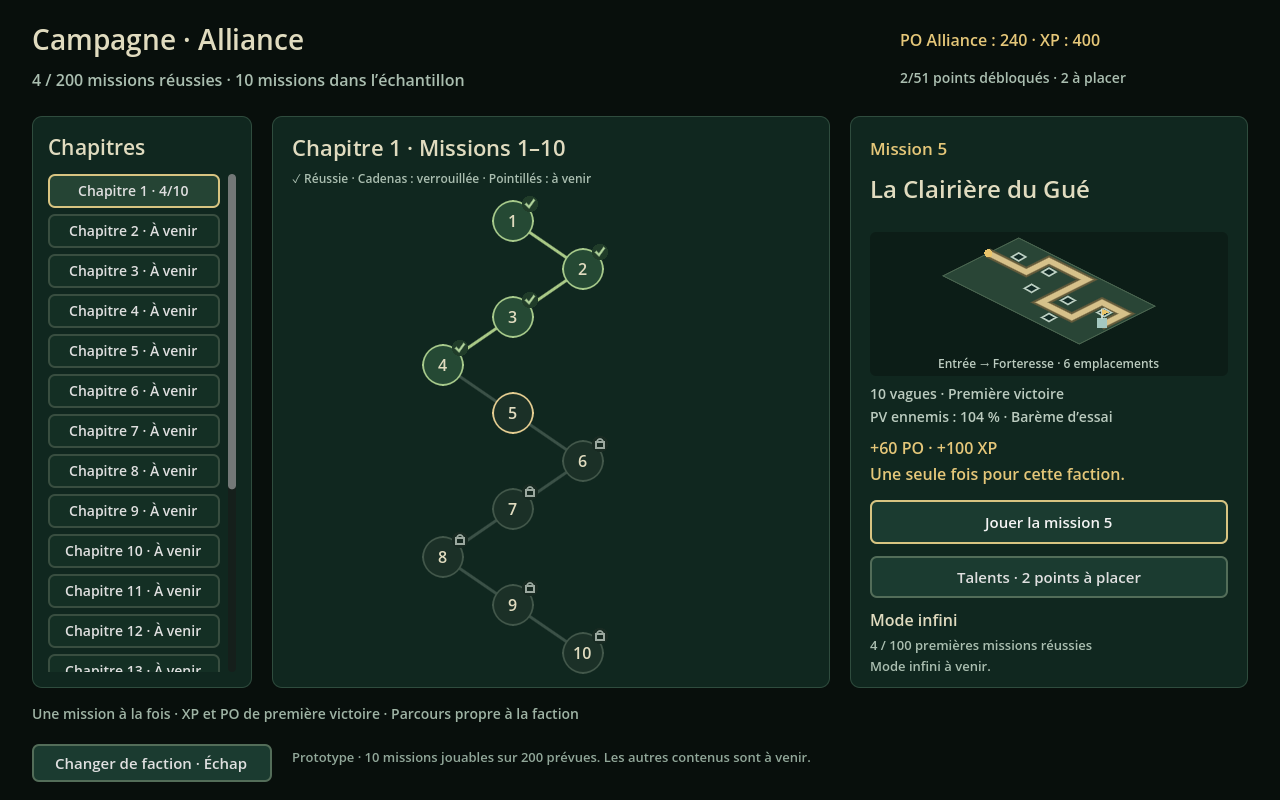 Campagne · Alliance
4 / 200 missions réussies · 10 missions dans l’échantillon
PO Alliance : 240 · XP : 400
2/51 points débloqués · 2 à placer
Chapitres
Chapitre 1 · 4/10
Chapitre 2 · À venir
Chapitre 3 · À venir
Chapitre 4 · À venir
Chapitre 5 · À venir
Chapitre 6 · À venir
Chapitre 7 · À venir
Chapitre 8 · À venir
Chapitre 9 · À venir
Chapitre 10 · À venir
Chapitre 11 · À venir
Chapitre 12 · À venir
Chapitre 13 · À venir
Chapitre 1 · Missions 1–10
✓ Réussie · Cadenas : verrouillée · Pointillés : à venir
1
2
3
4
5
6
7
8
9
10
Mission 5
La Clairière du Gué
Entrée → Forteresse · 6 emplacements
10 vagues · Première victoire
PV ennemis : 104 % · Barème d’essai
+60 PO · +100 XP
Une seule fois pour cette faction.
Jouer la mission 5
Talents · 2 points à placer
Mode infini
4 / 100 premières missions réussies
Mode infini à venir.
Une mission à la fois · XP et PO de première victoire · Parcours propre à la faction
Changer de faction · Échap
Prototype · 10 missions jouables sur 200 prévues. Les autres contenus sont à venir.